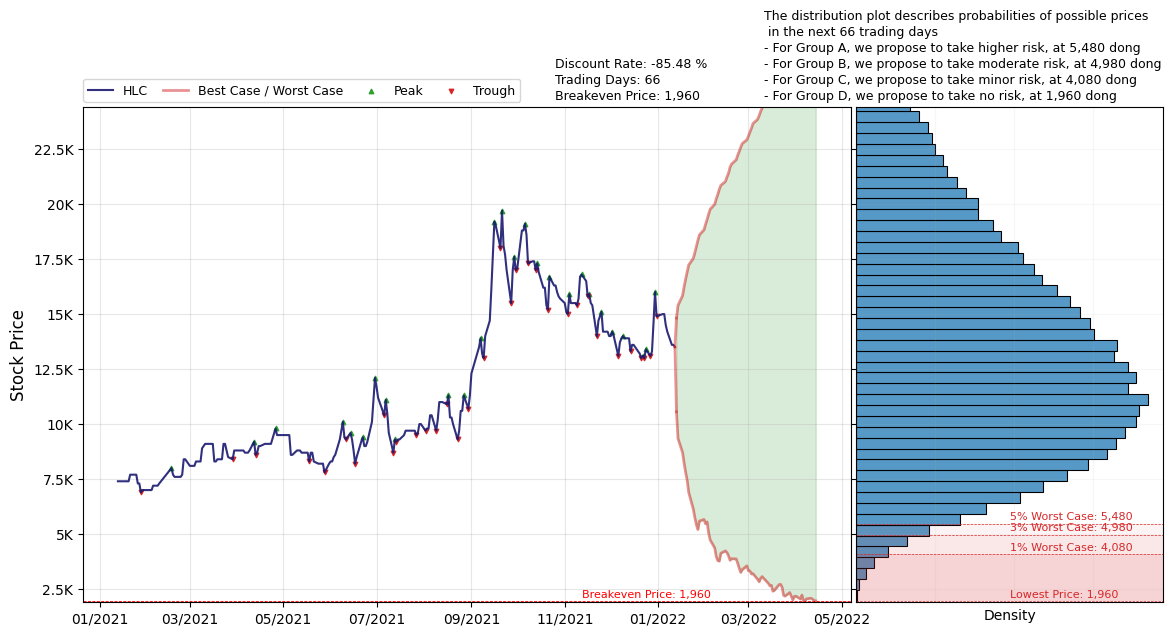 The distribution plot describes probabilities of possible prices
in the next 66 trading days
- For Group A, we propose to take higher risk, at 5,480 dong
- For Group B, we propose to take moderate risk, at 4,980 dong
- For Group C, we propose to take minor risk, at 4,080 dong
- For Group D, we propose to take no risk, at 1,960 dong
Discount Rate: -85.48 %
Trading Days: 66
Breakeven Price: 1,960
HLC
Best Case / Worst Case
Peak
Trough
Stock Price
22.5K
20K
17.5K
15K
12.5K
10K
7.5K
5K
2.5K
Breakeven Price: 1,960
01/2021
03/2021
05/2021
07/2021
09/2021
11/2021
01/2022
03/2022
05/2022
5% Worst Case: 5,480
3% Worst Case: 4,980
1% Worst Case: 4,080
Lowest Price: 1,960
Density